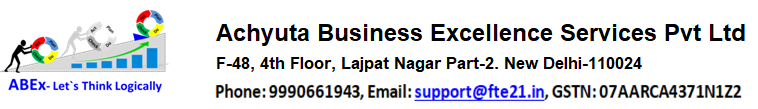 Achyuta Business Excellence Services Pvt Ltd
F-48, 4th Floor, Lajpat Nagar Part-2. New Delhi-110024
Phone: 9990661943, Email: support@fte21.in, GSTN: 07AARCA4371N1Z2
ABEx- Let`s Think Logically